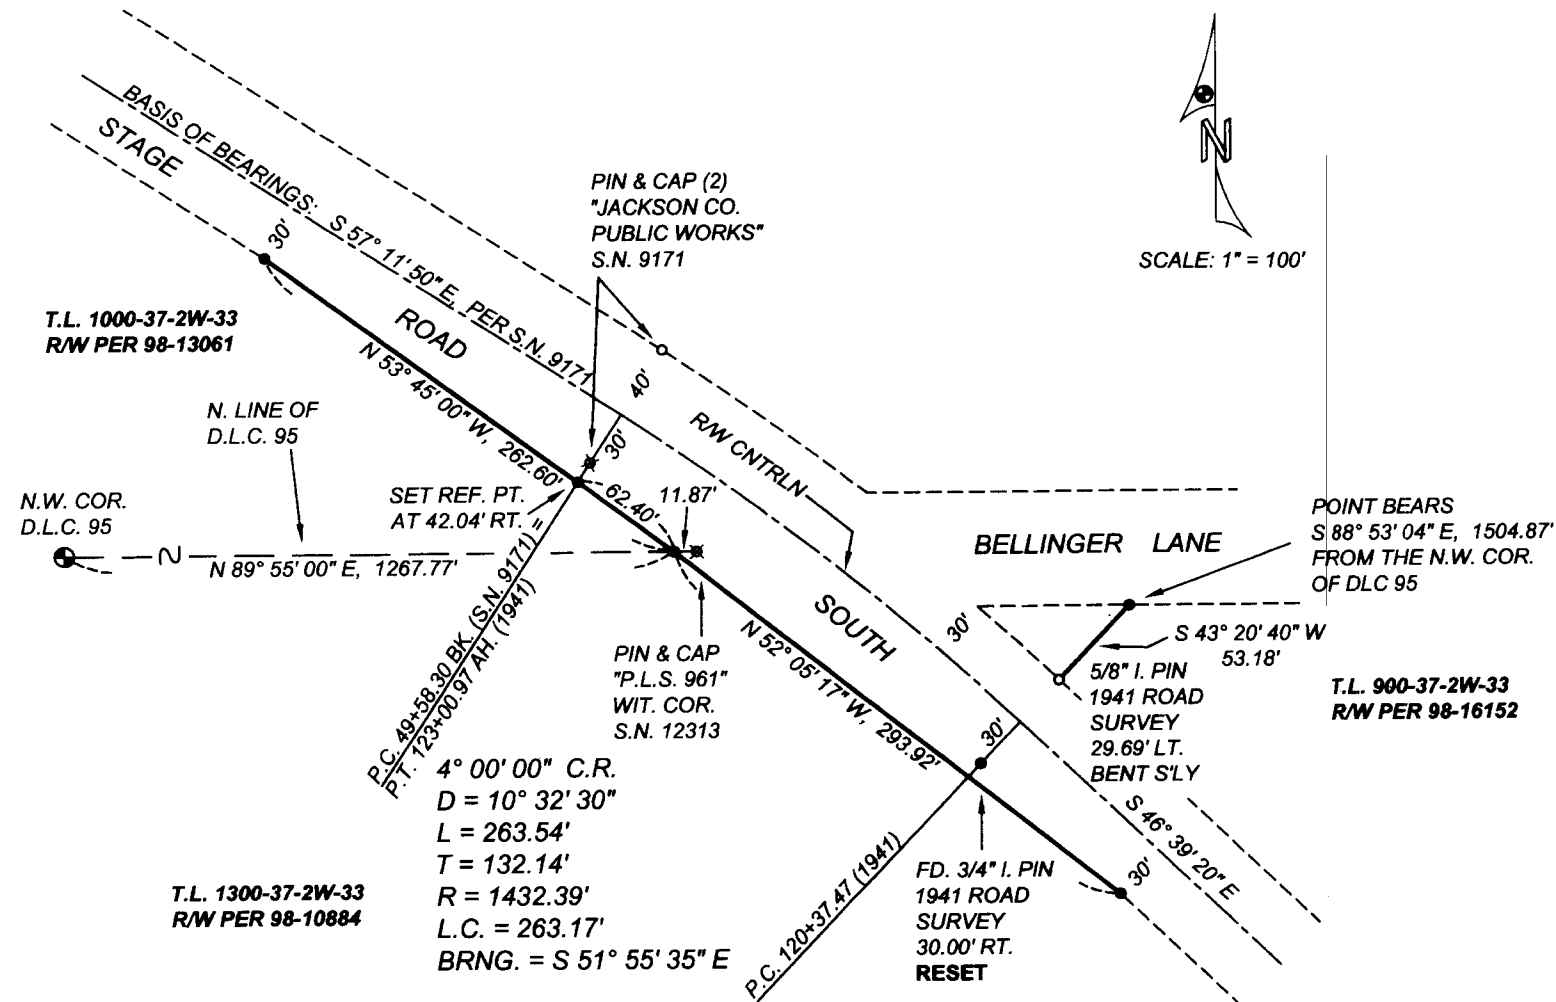 BASIS OF BEARINGS: S 57° 11' 50" E, PER S.N. 9171
STAGE
ROAD
SOUTH
30'
N
SCALE: 1" = 100'
PIN & CAP (2)
"JACKSON CO.
PUBLIC WORKS"
S.N. 9171
T.L. 1000-37-2W-33
R/W PER 98-13061
N 53° 45' 00" W, 262.60'
40'
30'
R/W CNTRLN
N. LINE OF
D.L.C. 95
N.W. COR.
D.L.C. 95
SET REF. PT.
AT 42.04' RT. =
62.40'
11.87'
N 89° 55' 00" E, 1267.77'
BELLINGER LANE
POINT BEARS
S 88° 53' 04" E, 1504.87'
FROM THE N.W. COR.
OF DLC 95
30'
S 43° 20' 40" W
53.18'
P.C. 49+58.30 BK. (S.N. 9171)
P.T. 123+00.97 AH. (1941)
PIN & CAP
"P.L.S. 961"
WIT. COR.
S.N. 12313
N 52° 05' 17" W, 293.92'
5/8" I. PIN
1941 ROAD
SURVEY
29.69' LT.
BENT S'LY
T.L. 900-37-2W-33
R/W PER 98-16152
30'
4° 00' 00" C.R.
D = 10° 32' 30"
L = 263.54'
T = 132.14'
R = 1432.39'
L.C. = 263.17'
BRNG. = S 51° 55' 35" E
S 46° 39' 20" E
30'
T.L. 1300-37-2W-33
R/W PER 98-10884
P.C. 120+37.47 (1941)
FD. 3/4" I. PIN
1941 ROAD
SURVEY
30.00' RT.
RESET